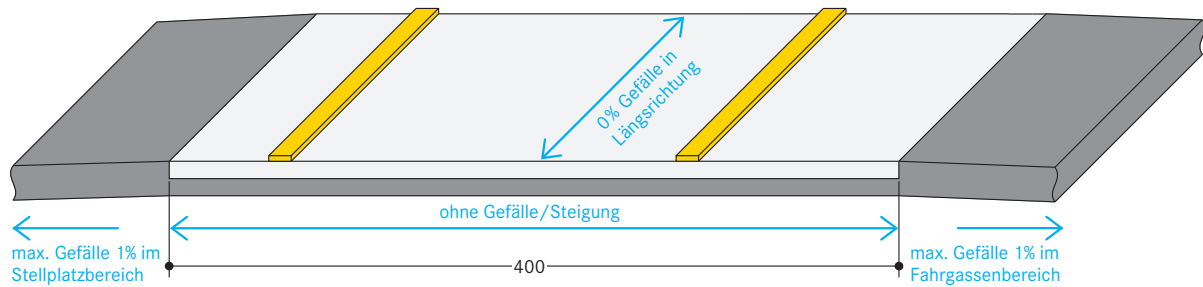 0% Gefälle in
Längsrichtung
ohne Gefälle/Steigung
max. Gefälle 1% im
Stellplatzbereich
max. Gefälle 1% im
Fahrgassenbereich
400